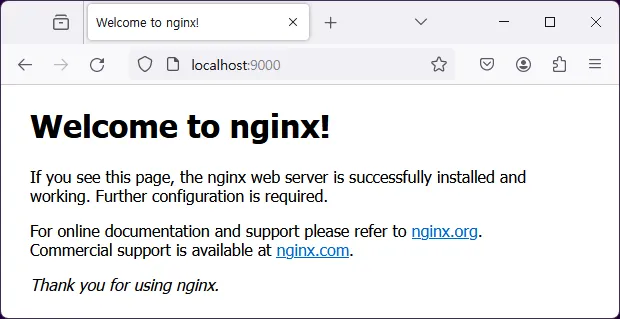 Welcome to nginx!
localhost:9000
Welcome to nginx!
If you see this page, the nginx web server is successfully installed and
working. Further configuration is required.
For online documentation and support please refer to nginx.org.
Commercial support is available at nginx.com.
Thank you for using nginx.